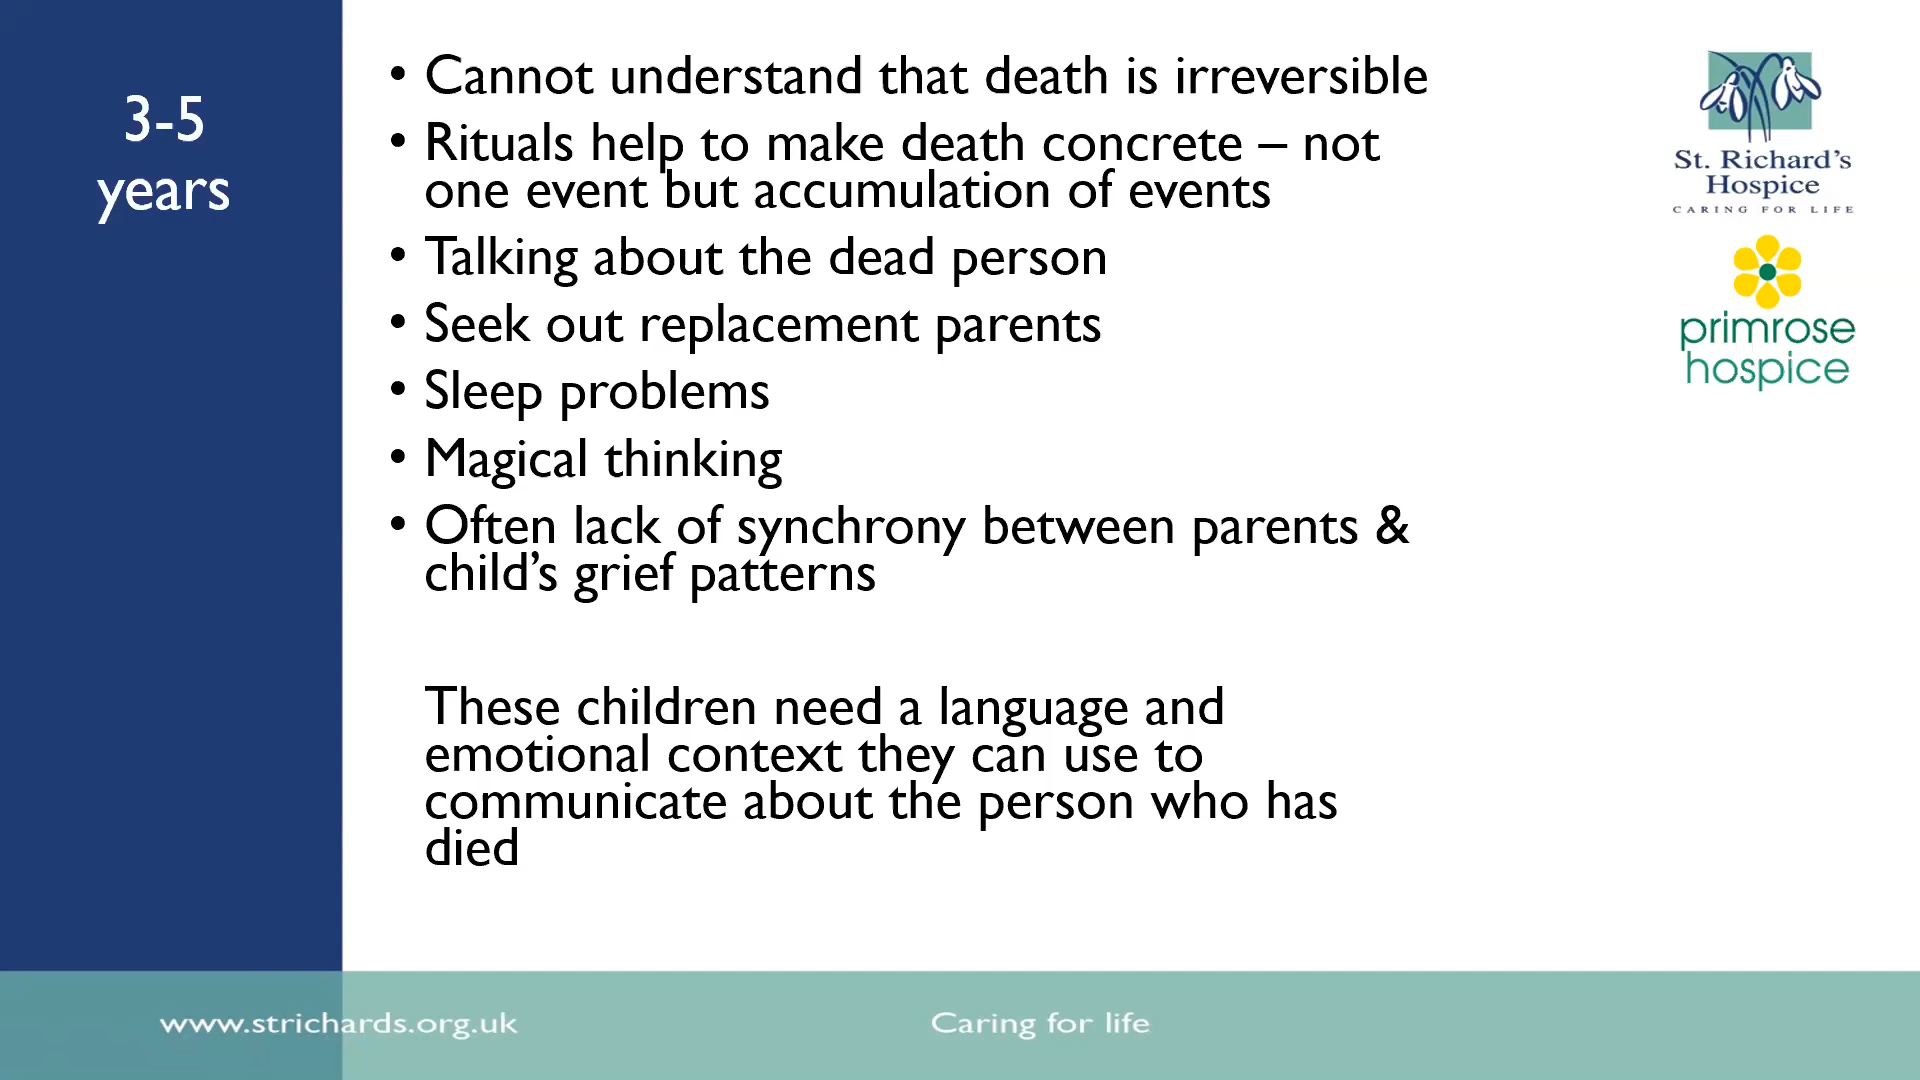 3-5
years
• Cannot understand that death is irreversible
• Rituals help to make death concrete – not
one event but accumulation of events
• Talking about the dead person
• Seek out replacement parents
• Sleep problems
• Magical thinking
• Often lack of synchrony between parents &
child’s grief patterns
These children need a language and
emotional context they can use to
communicate about the person who has
died
St. Richard’s
Hospice
CARING FOR LIFE
primrose
hospice
www.strichards.org.uk
Caring for life